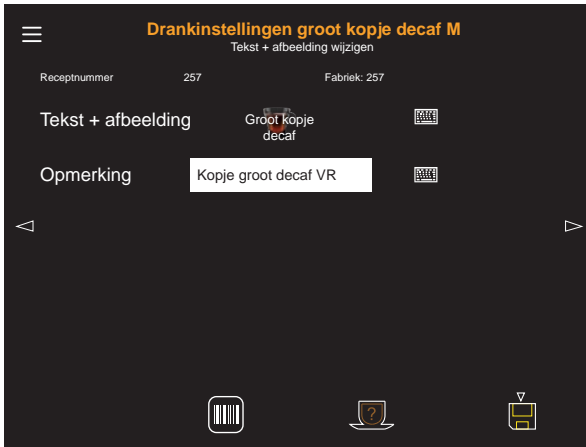 Drankinstellingen groot kopje decaf M
Tekst + afbeelding wijzigen
Receptnummer 257 Fabriek: 257
Tekst + afbeelding Groot kopje
decaf
Opmerking Kopje groot decaf VR
?